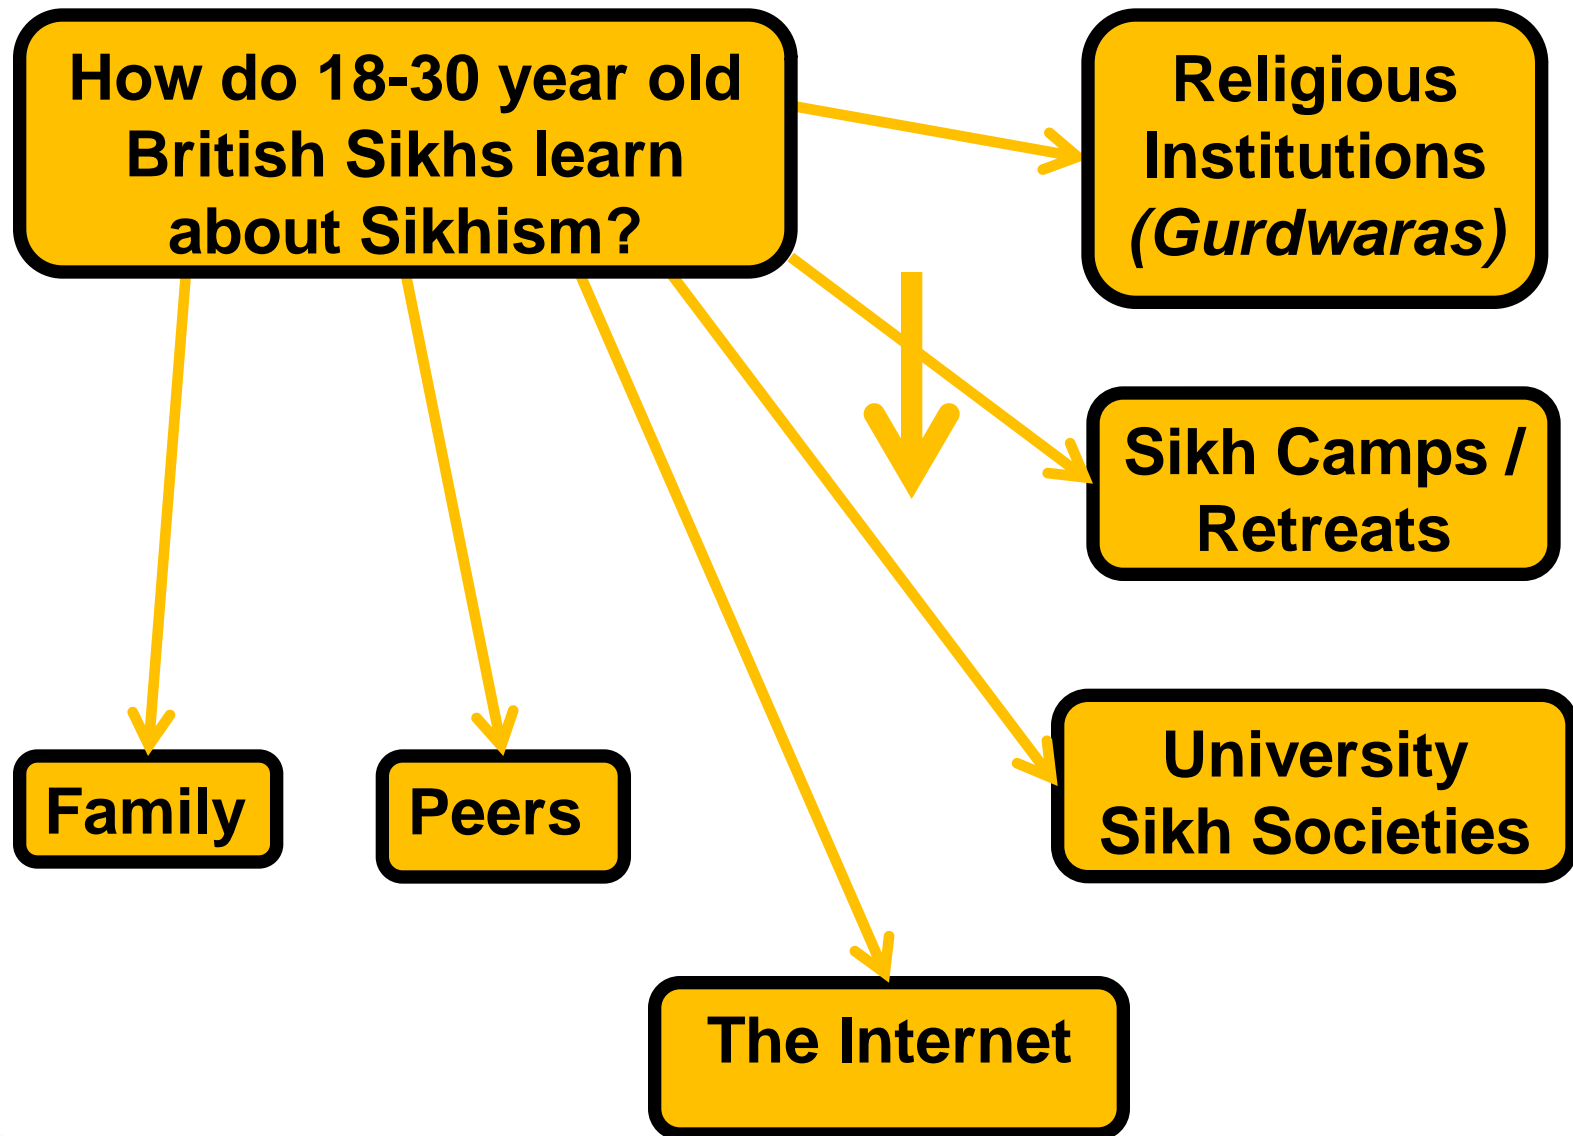 How do 18-30 year old
British Sikhs learn
about Sikhism?
Religious
Institutions
(Gurdwaras)
Sikh Camps /
Retreats
University
Sikh Societies
Family
Peers
The Internet